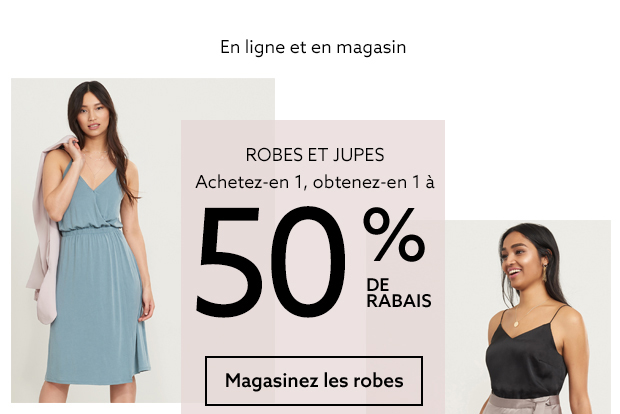 En ligne et en magasin
ROBES ET JUPES
Achetez-en 1, obtenez-en 1 à
50 %
DE
RABAIS
Magasinez les robes